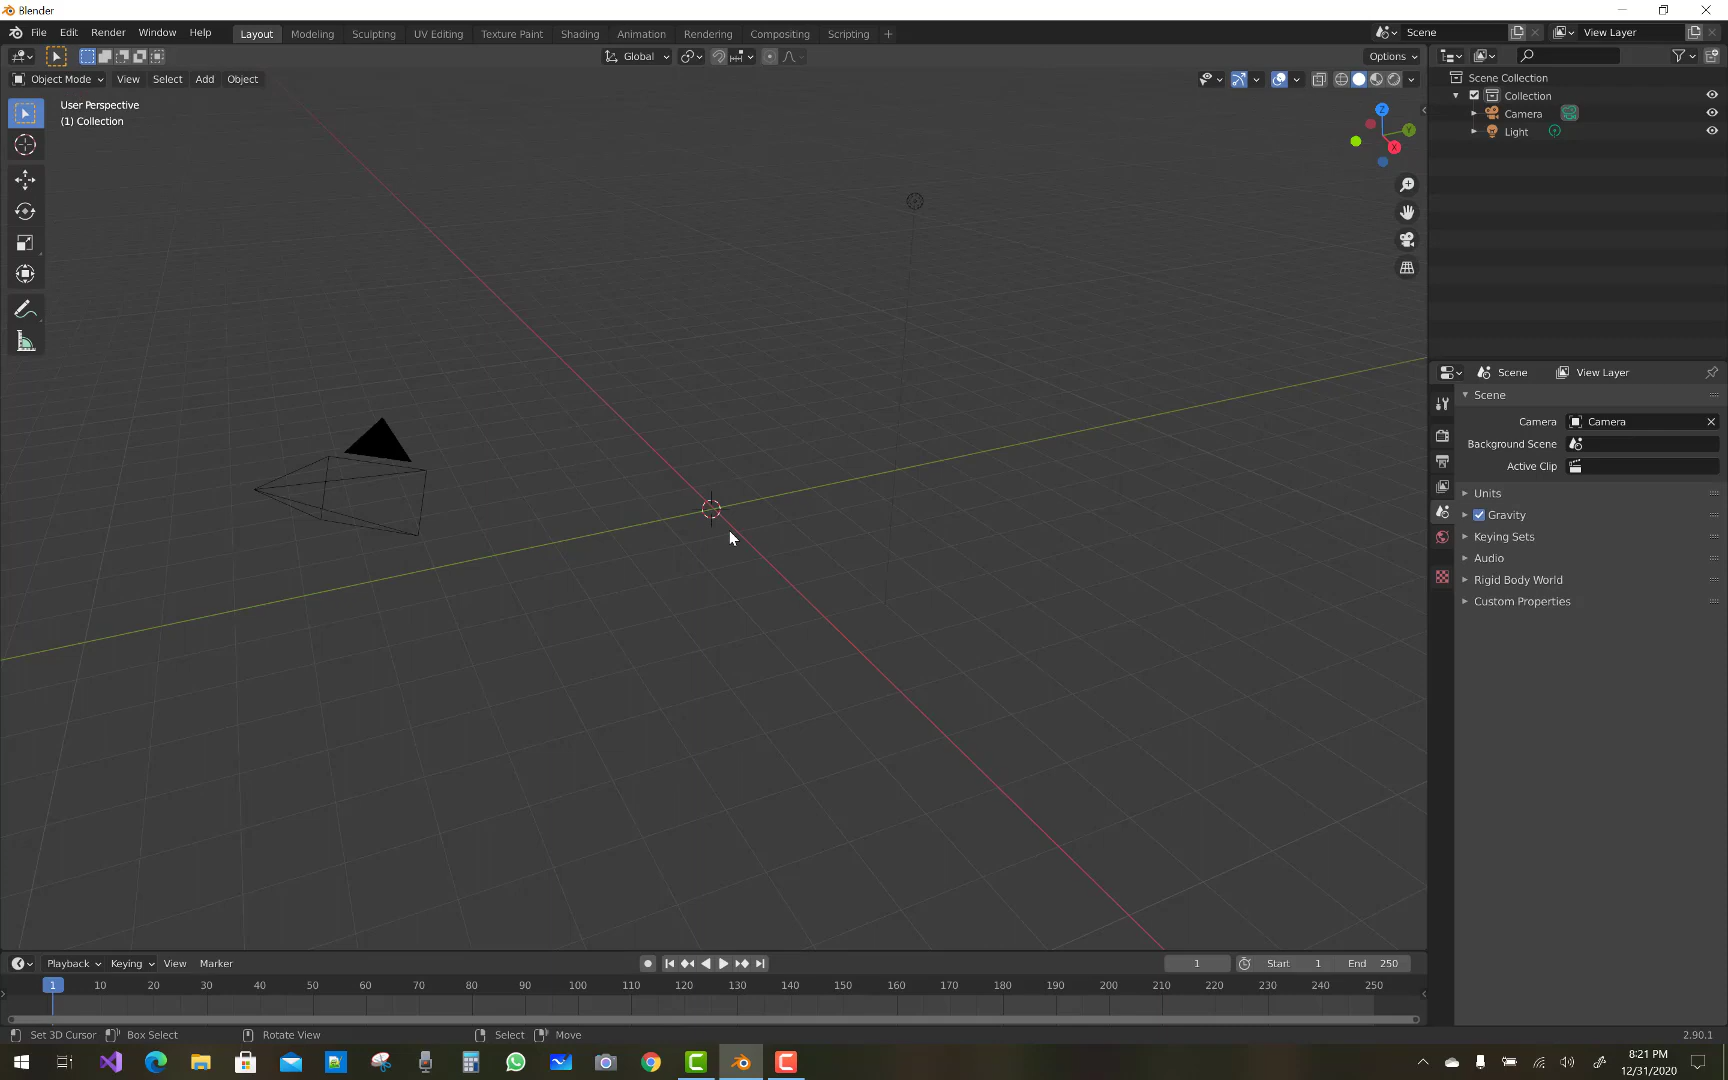 Blender
File Edit Render Window Help Layout Modeling Sculpting UV Editing Texture Paint Shading Animation Rendering Compositing Scripting + Scene View Layer
Global Options
Object Mode View Select Add Object
User Perspective
(1) Collection
Z
Y
X
Scene Collection
Collection
Camera
Light
Scene View Layer
Scene
Camera Camera
Background Scene
Active Clip
Units
Gravity
Keying Sets
Audio
Rigid Body World
Custom Properties
Playback Keying View Marker 1 Start 1 End 250
1 10 20 30 40 50 60 70 80 90 100 110 120 130 140 150 160 170 180 190 200 210 220 230 240 250
Set 3D Cursor Box Select Rotate View Select Move 2.90.1
8:21 PM
12/31/2020